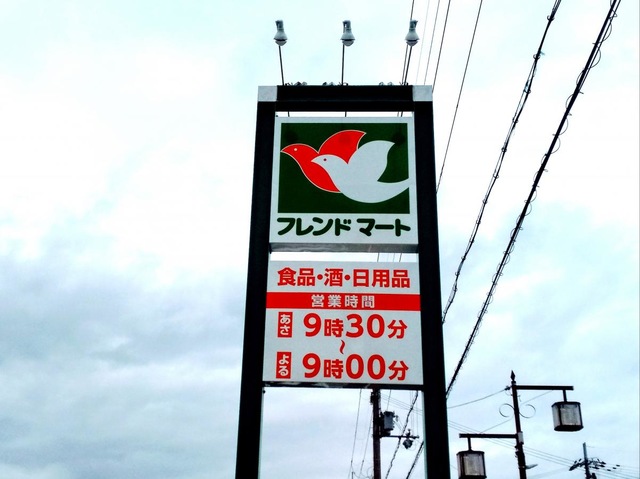 フレンドマート
食品・酒・日用品
営業時間
あさ 9時30分
〜
よる 9時00分